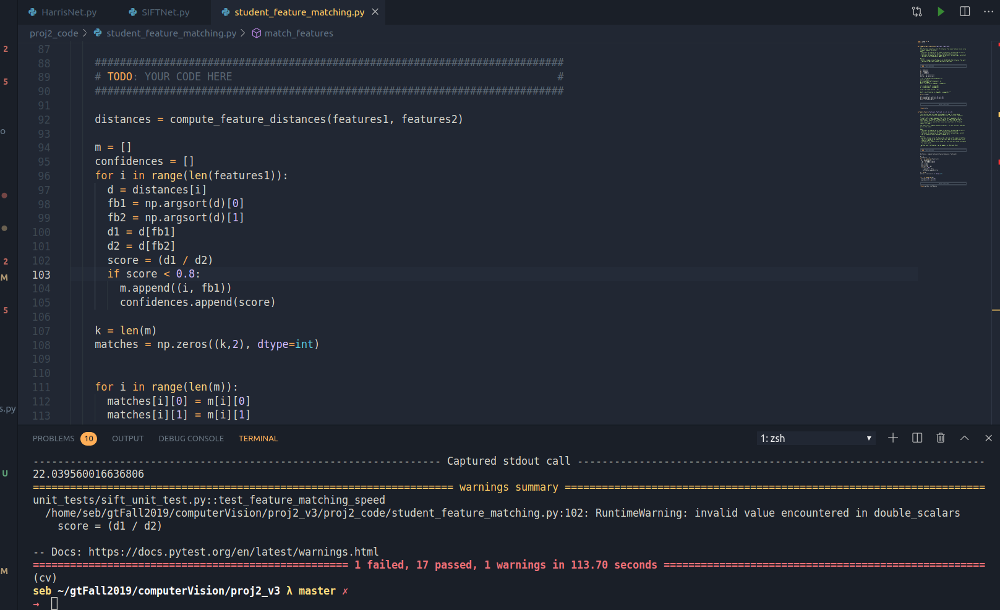 HarrisNet.py SIFTNet.py student_feature_matching.py
proj2_code > student_feature_matching.py > match_features
87
88 ###########################################################################
89 # TODO: YOUR CODE HERE #
90 ###########################################################################
91
92 distances = compute_feature_distances(features1, features2)
93
94 m = []
95 confidences = []
96 for i in range(len(features1)):
97 d = distances[i]
98 fb1 = np.argsort(d)[0]
99 fb2 = np.argsort(d)[1]
100 d1 = d[fb1]
101 d2 = d[fb2]
102 score = (d1 / d2)
103 if score < 0.8:
104 m.append((i, fb1))
105 confidences.append(score)
106
107 k = len(m)
108 matches = np.zeros((k,2), dtype=int)
109
110
111 for i in range(len(m)):
112 matches[i][0] = m[i][0]
113 matches[i][1] = m[i][1]
2
5
o
2
M
5
s.py
U
M
PROBLEMS 10 OUTPUT DEBUG CONSOLE TERMINAL 1: zsh
------------------------------------------------------------------ Captured stdout call ------------------------------------------------------------------
22.039560016636806
==================================================================== warnings summary ====================================================================
unit_tests/sift_unit_test.py::test_feature_matching_speed
/home/seb/gtFall2019/computerVision/proj2_v3/proj2_code/student_feature_matching.py:102: RuntimeWarning: invalid value encountered in double_scalars
score = (d1 / d2)
-- Docs: https://docs.pytest.org/en/latest/warnings.html
=================================================== 1 failed, 17 passed, 1 warnings in 113.70 seconds ====================================================
(cv)
seb ~/gtFall2019/computerVision/proj2_v3 λ master ✗
→